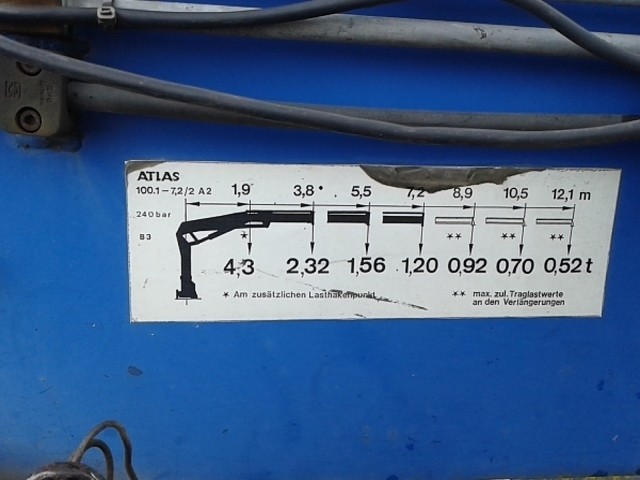 ATLAS
100.1-7,2/2 A2
1,9 3,8 5,5 7,2 8,9 10,5 12,1 m
240 bar
B3
* ** ** **
4,3 2,32 1,56 1,20 0,92 0,70 0,52 t
* Am zusätzlichen Lasthakenpunkt
** max. zul. Traglastwerte
an den Verlängerungen